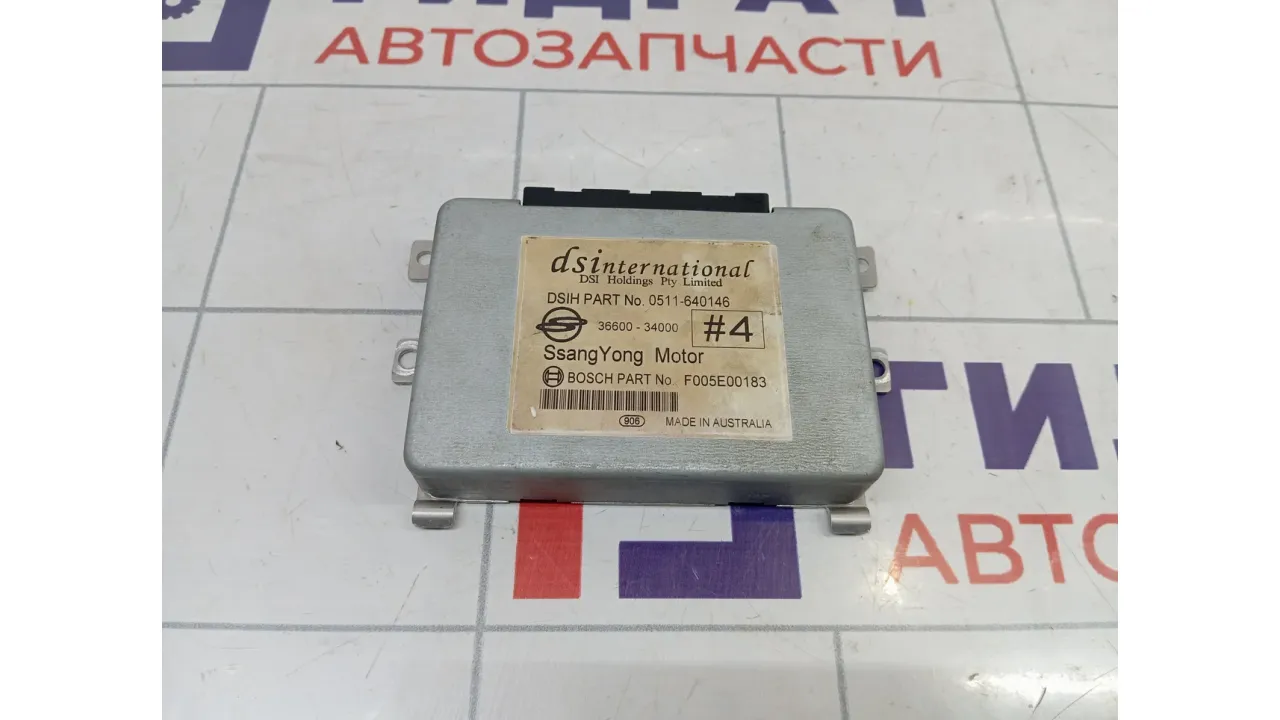 АВТОЗАПЧАСТИ
dsinternational
DSI Holdings Pty Limited
DSIH PART No. 0511-640146
36600 - 34000
#4
SsangYong Motor
BOSCH PART No. F005E00183
906
MADE IN AUSTRALIA